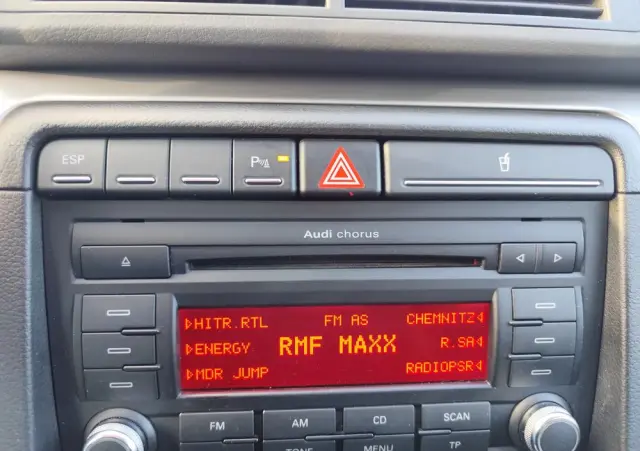 ESP P
Audi chorus
HITR.RTL FM AS CHEMNITZ
ENERGY RMF MAXX R.SA
MDR JUMP RADIOPSR
FM AM CD SCAN
TONE MENU TP